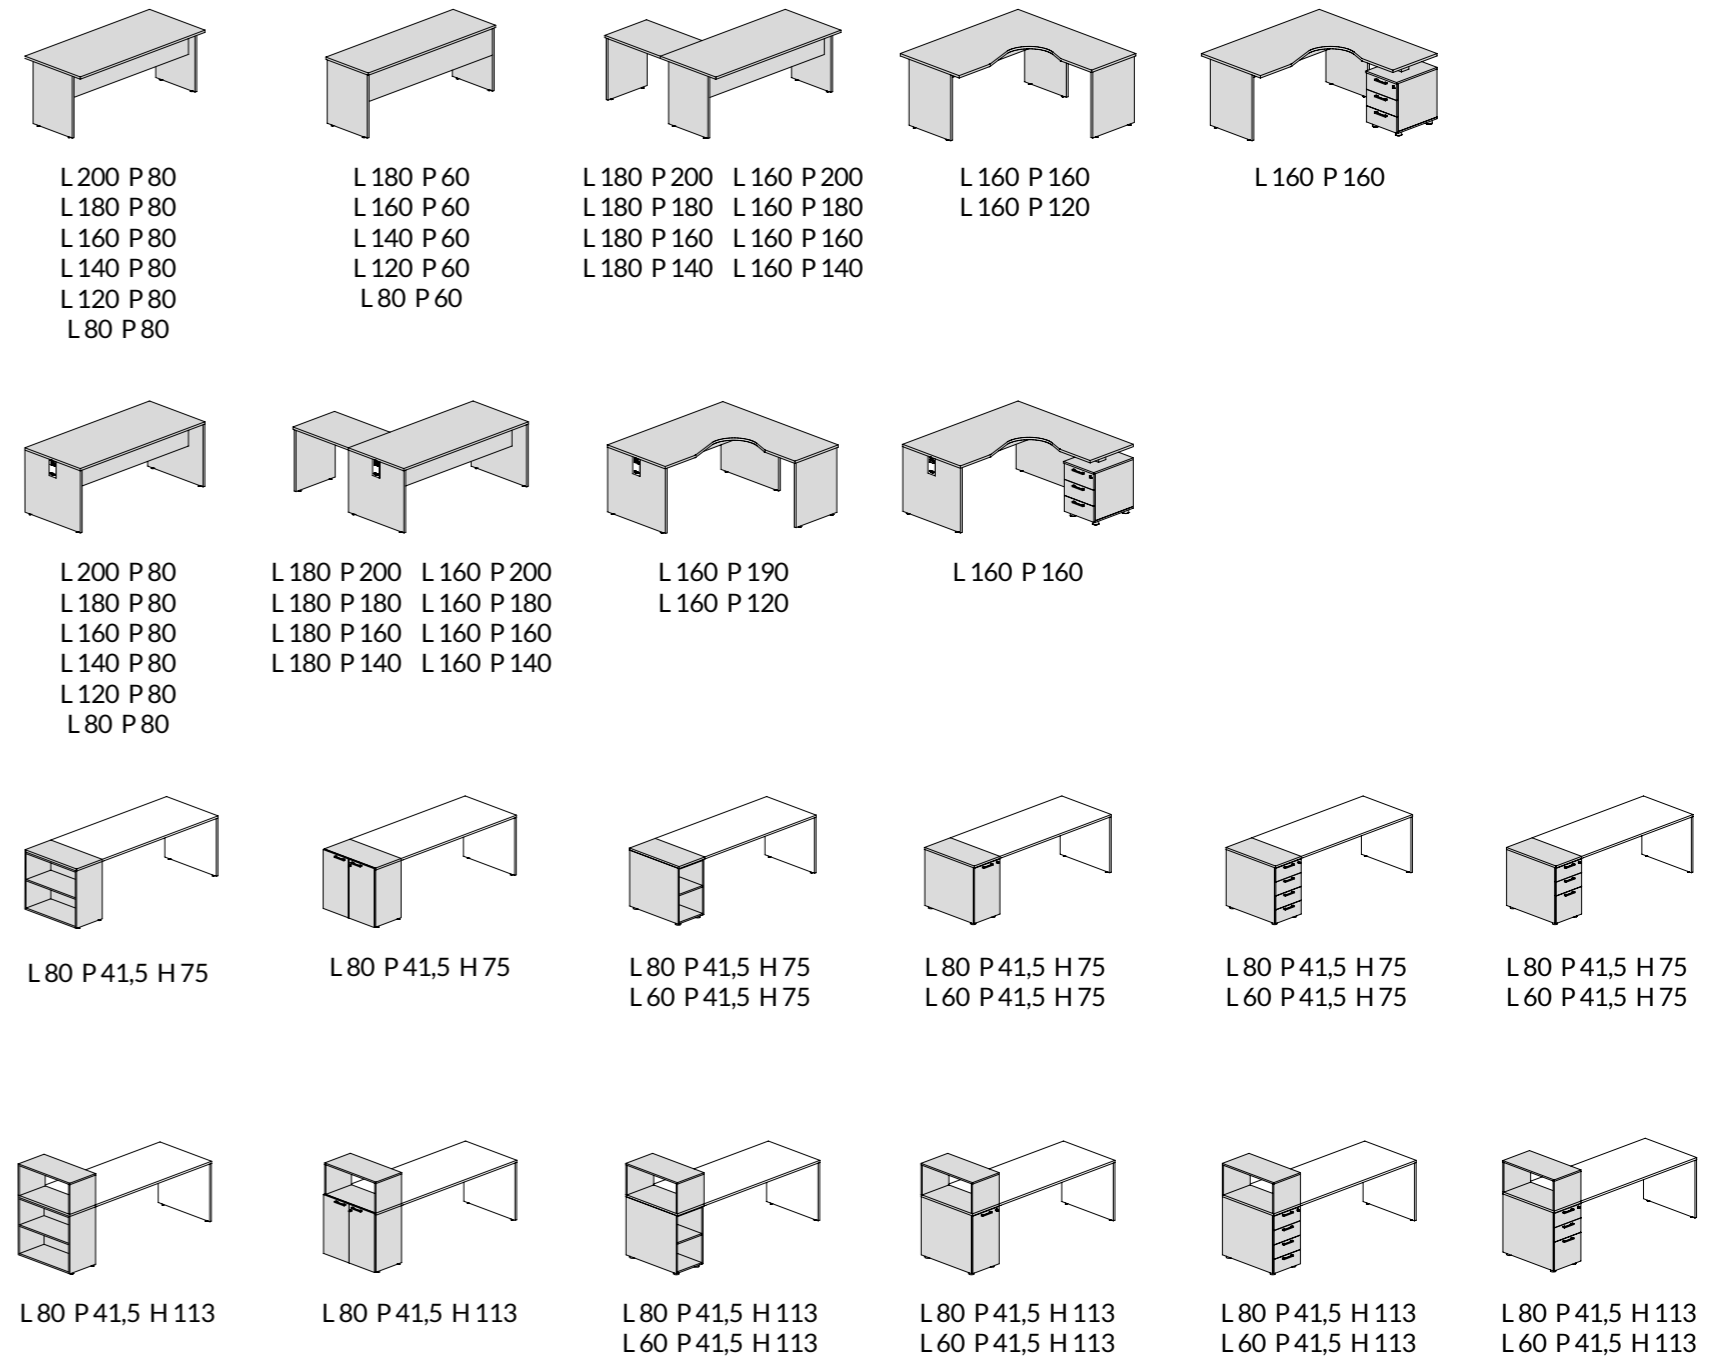 L 200 P 80
L 180 P 80
L 160 P 80
L 140 P 80
L 120 P 80
L 80 P 80
L 180 P 60
L 160 P 60
L 140 P 60
L 120 P 60
L 80 P 60
L 180 P 200 L 160 P 200
L 180 P 180 L 160 P 180
L 180 P 160 L 160 P 160
L 180 P 140 L 160 P 140
L 160 P 160
L 160 P 120
L 160 P 160
L 200 P 80
L 180 P 80
L 160 P 80
L 140 P 80
L 120 P 80
L 80 P 80
L 180 P 200 L 160 P 200
L 180 P 180 L 160 P 180
L 180 P 160 L 160 P 160
L 180 P 140 L 160 P 140
L 160 P 190
L 160 P 120
L 160 P 160
L 80 P 41,5 H 75
L 80 P 41,5 H 75
L 80 P 41,5 H 75
L 60 P 41,5 H 75
L 80 P 41,5 H 75
L 60 P 41,5 H 75
L 80 P 41,5 H 75
L 60 P 41,5 H 75
L 80 P 41,5 H 75
L 60 P 41,5 H 75
L 80 P 41,5 H 113
L 80 P 41,5 H 113
L 80 P 41,5 H 113
L 60 P 41,5 H 113
L 80 P 41,5 H 113
L 60 P 41,5 H 113
L 80 P 41,5 H 113
L 60 P 41,5 H 113
L 80 P 41,5 H 113
L 60 P 41,5 H 113